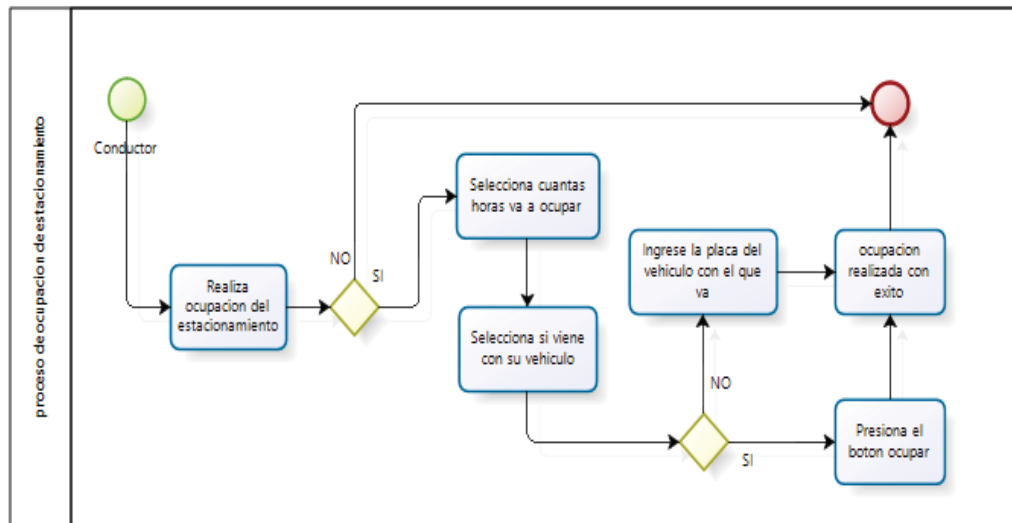 proceso de ocupacion de estacionamiento
Conductor
Realiza
ocupacion del
estacionamiento
NO
SI
Selecciona cuantas
horas va a ocupar
Selecciona si viene
con su vehiculo
NO
SI
Ingrese la placa del
vehiculo con el que
va
Presiona el
boton ocupar
ocupacion
realizada con
exito